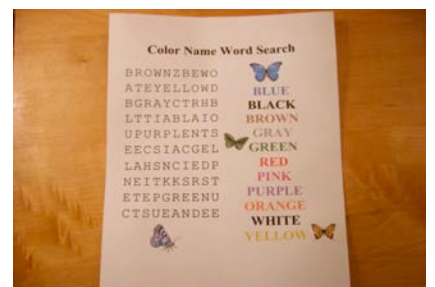 Color Name Word Search
BROWNZBEWO
ATEYELLOWD
BGRAYCTRHB
LTTIABLAIO
UPURPLENTS
EECSIACGEL
LAHSNCIEDP
NEITKKSRST
ETEPGREENU
CTSUEANDEE
BLUE
BLACK
BROWN
GRAY
GREEN
RED
PINK
PURPLE
ORANGE
WHITE
YELLOW